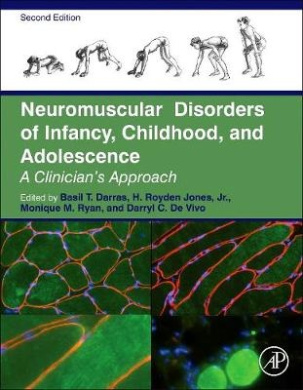 Second Edition
Neuromuscular Disorders
of Infancy, Childhood, and
Adolescence
A Clinician's Approach
Edited by Basil T. Darras, H. Royden Jones, Jr.,
Monique M. Ryan, and Darryl C. De Vivo
AP